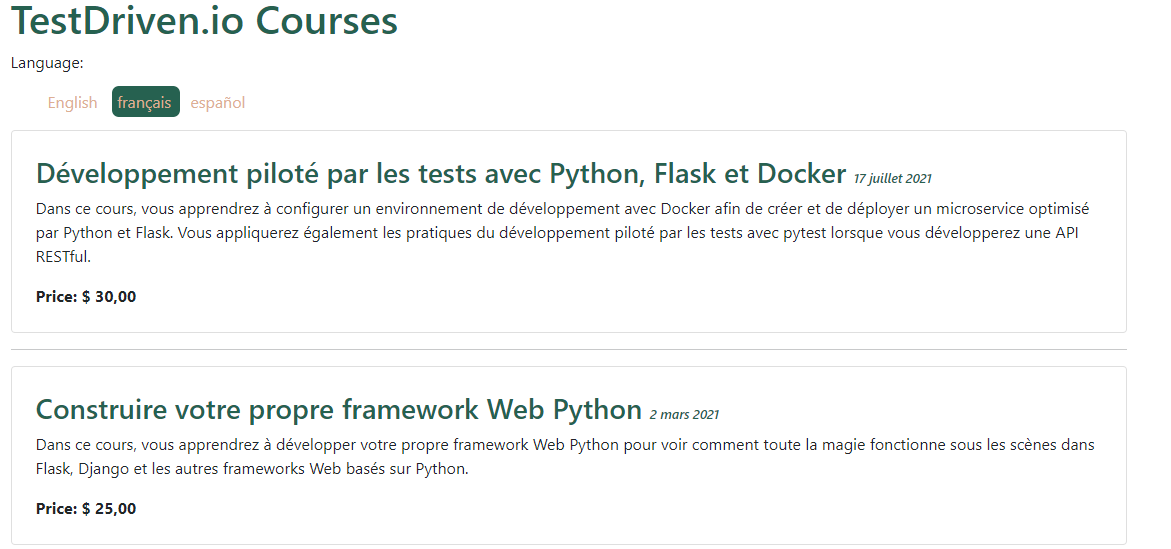 TestDriven.io Courses
Language:
English français español
Développement piloté par les tests avec Python, Flask et Docker 17 juillet 2021
Dans ce cours, vous apprendrez à configurer un environnement de développement avec Docker afin de créer et de déployer un microservice optimisé
par Python et Flask. Vous appliquerez également les pratiques du développement piloté par les tests avec pytest lorsque vous développerez une API
RESTful.
Price: $ 30,00
Construire votre propre framework Web Python 2 mars 2021
Dans ce cours, vous apprendrez à développer votre propre framework Web Python pour voir comment toute la magie fonctionne sous les scènes dans
Flask, Django et les autres frameworks Web basés sur Python.
Price: $ 25,00